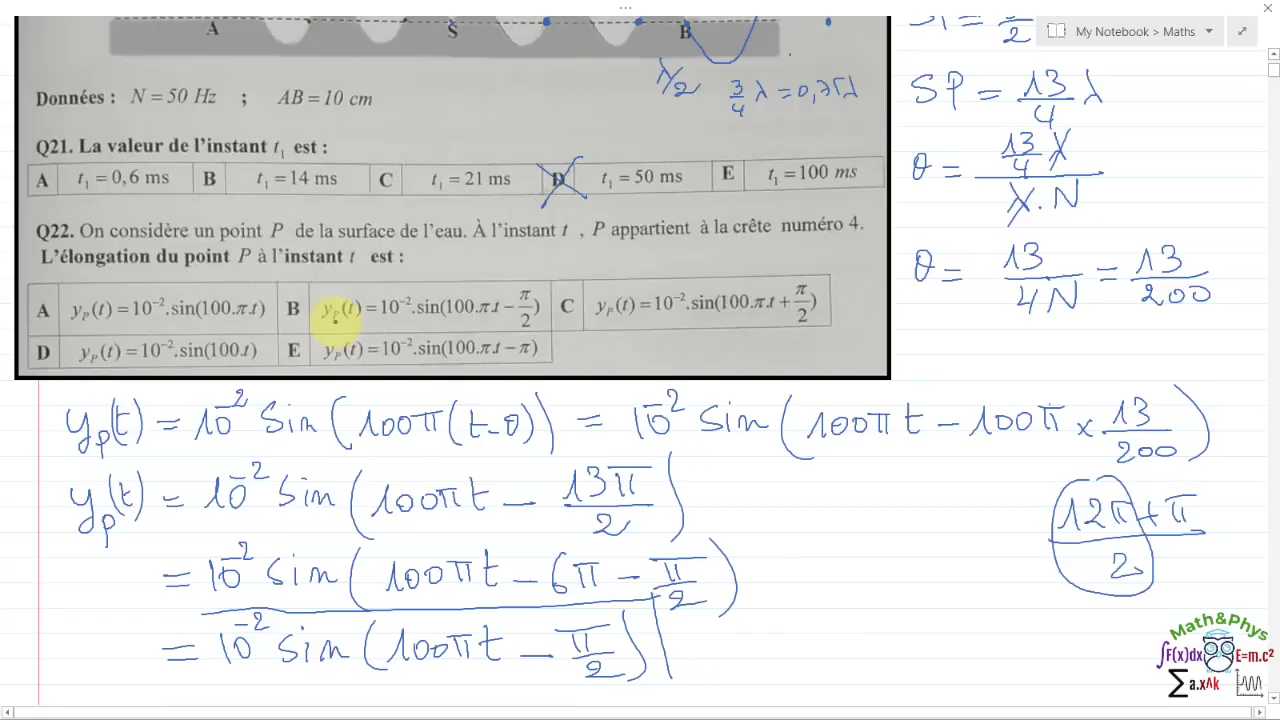 My Notebook > Maths
A S B
λ/2 3/4 λ = 0,75λ
Données : N = 50 Hz ; AB = 10 cm
Q21. La valeur de l'instant t₁ est :
A t₁ = 0,6 ms B t₁ = 14 ms C t₁ = 21 ms D t₁ = 50 ms E t₁ = 100 ms
Q22. On considère un point P de la surface de l'eau. À l'instant t , P appartient à la crête numéro 4.
L'élongation du point P à l'instant t est :
A y_P(t) = 10⁻².sin(100.π.t) B y_P(t) = 10⁻².sin(100.π.t − π/2) C y_P(t) = 10⁻².sin(100.π.t + π/2)
D y_P(t) = 10⁻².sin(100.t) E y_P(t) = 10⁻².sin(100.π.t − π)
SP = 13/4 λ
θ = (13/4 λ)/(λ . N)
θ = 13/4N = 13/200
y_p(t) = 10⁻² Sin(100π(t-θ)) = 10⁻² Sin(100πt − 100π × 13/200)
y_p(t) = 10⁻² Sin(100πt − 13π/2)
(12π + π)/2
= 10⁻² Sin(100πt − 6π − π/2)
= 10⁻² Sin(100πt − π/2)
Math&Phys
∫F(x)dx E=m.c²
∑ a.x∧k